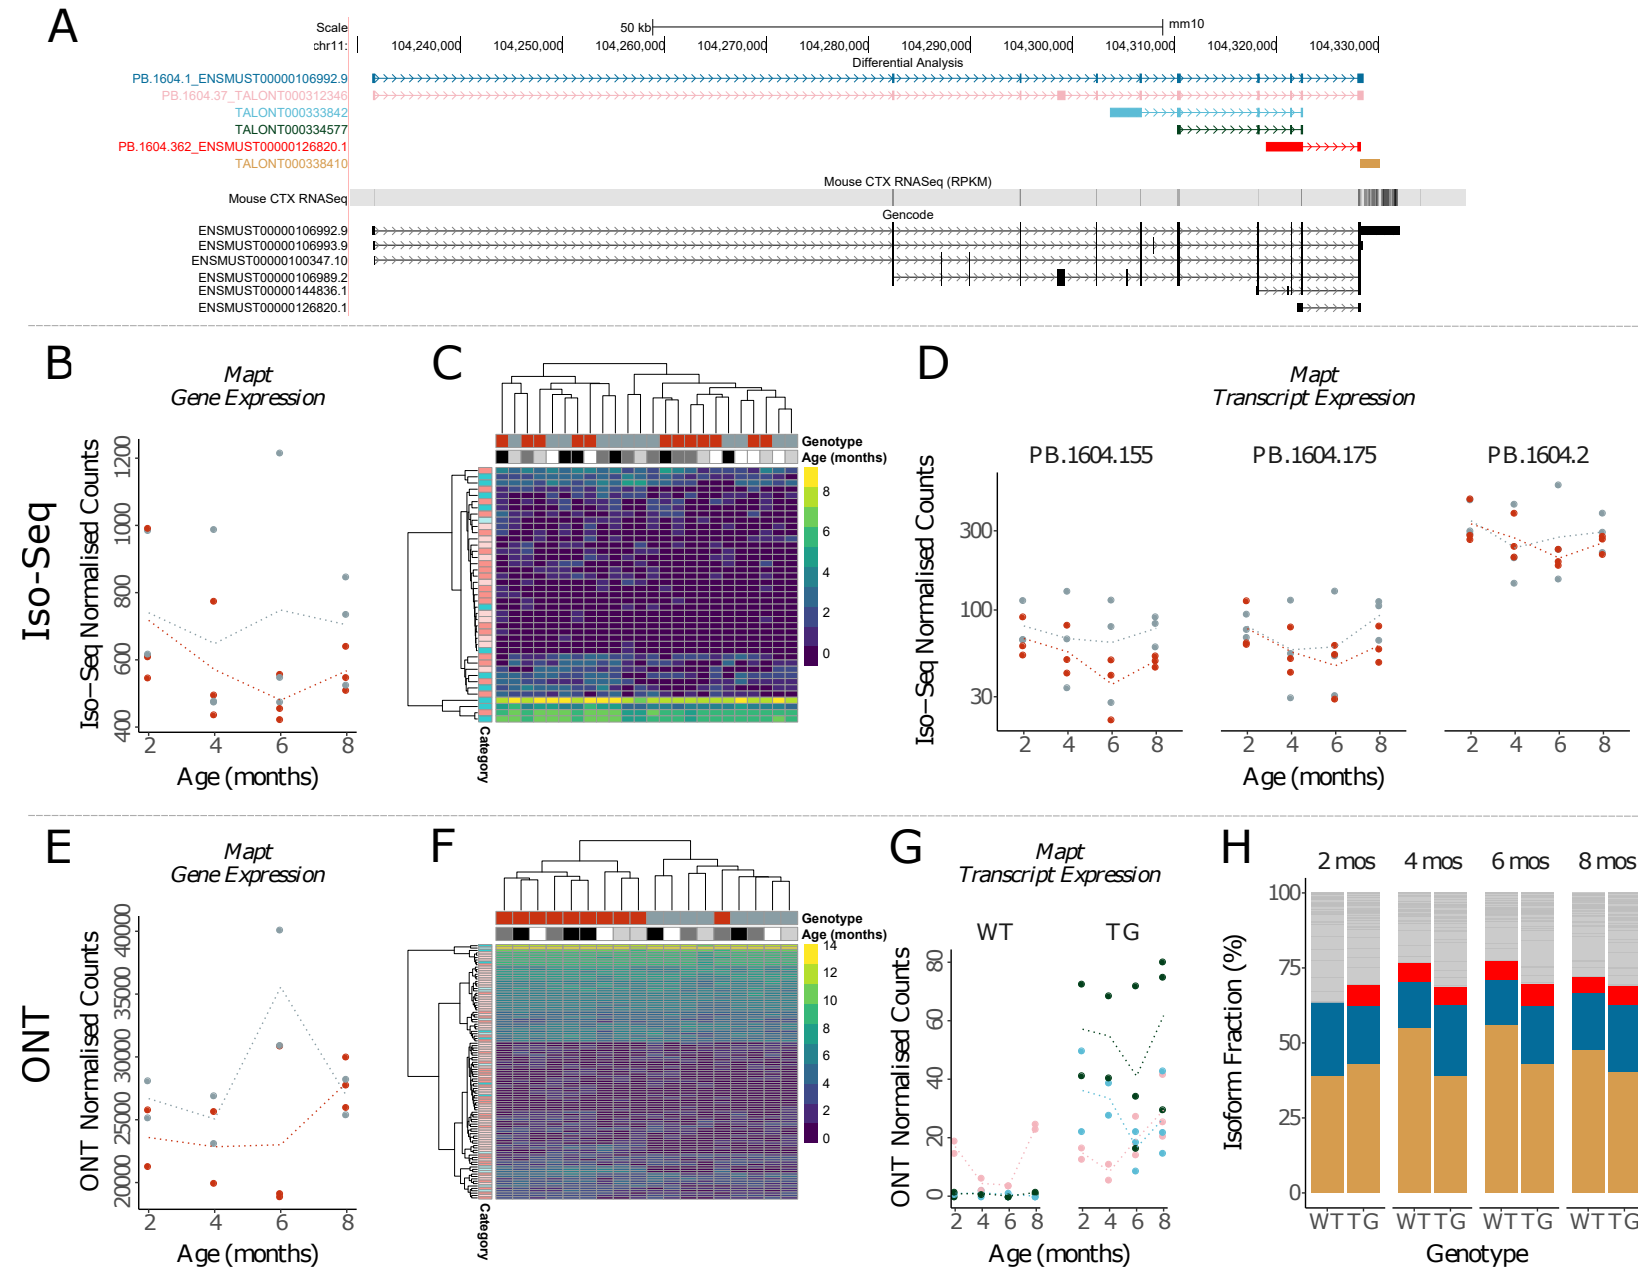 A
Scale 50 kb mm10
chr11: 104,240,000 104,250,000 104,260,000 104,270,000 104,280,000 104,290,000 104,300,000 104,310,000 104,320,000 104,330,000
Differential Analysis
PB.1604.1_ENSMUST00000106992.9
PB.1604.37_TALONT000312346
TALONT000333842
TALONT000334577
PB.1604.362_ENSMUST00000126820.1
TALONT000338410
Mouse CTX RNASeq (RPKM)
Mouse CTX RNASeq
Gencode
ENSMUST00000106992.9
ENSMUST00000106993.9
ENSMUST00000100347.10
ENSMUST00000106989.2
ENSMUST00000144836.1
ENSMUST00000126820.1
Iso-Seq
B
Mapt
Gene Expression
Iso-Seq Normalised Counts
1200
1000
800
600
400
2 4 6 8
Age (months)
C
Genotype
Age (months)
8
6
4
2
0
Category
D
Mapt
Transcript Expression
PB.1604.155 PB.1604.175 PB.1604.2
Iso-Seq Normalised Counts
300
100
30
2 4 6 8 2 4 6 8 2 4 6 8
Age (months)
ONT
E
Mapt
Gene Expression
ONT Normalised Counts
40000
35000
30000
25000
20000
2 4 6 8
Age (months)
F
Genotype
Age (months)
14
12
10
8
6
4
2
0
Category
G
Mapt
Transcript Expression
WT TG
ONT Normalised Counts
80
60
40
20
0
2 4 6 8 2 4 6 8
Age (months)
H
2 mos 4 mos 6 mos 8 mos
Isoform Fraction (%)
100
75
50
25
0
WT TG WT TG WT TG WT TG
Genotype